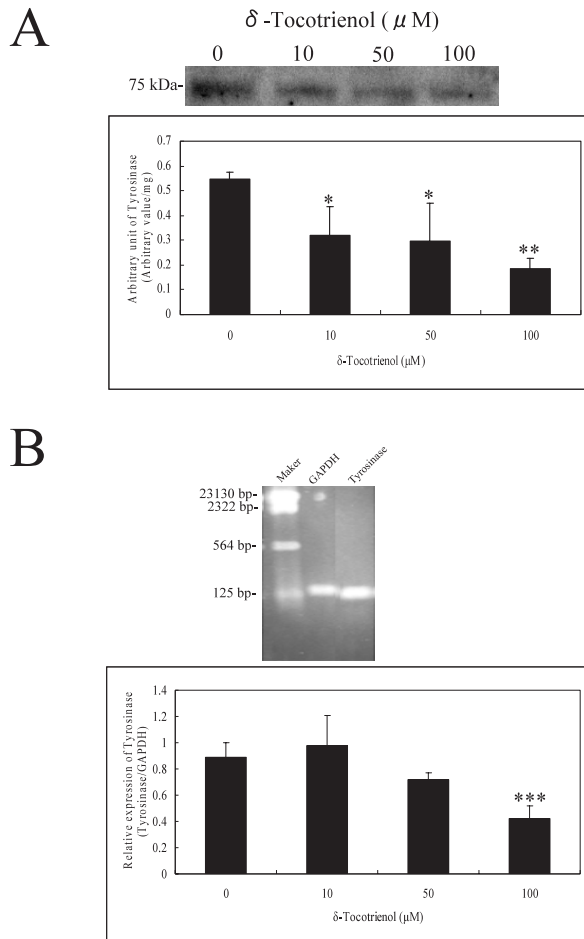 A
δ -Tocotrienol ( μ M)
0 10 50 100
75 kDa-
0.7
0.6
0.5
0.4
0.3
0.2
0.1
0
Arbitrary unit of Tyrosinase
(Arbitrary value/mg)
* * **
0 10 50 100
δ-Tocotrienol (μM)
B
Maker GAPDH Tyrosinase
23130 bp-
2322 bp-
564 bp-
125 bp-
1.4
1.2
1
0.8
0.6
0.4
0.2
0
Relative expression of Tyrosinase
(Tyrosinase/GAPDH)
***
0 10 50 100
δ-Tocotrienol (μM)